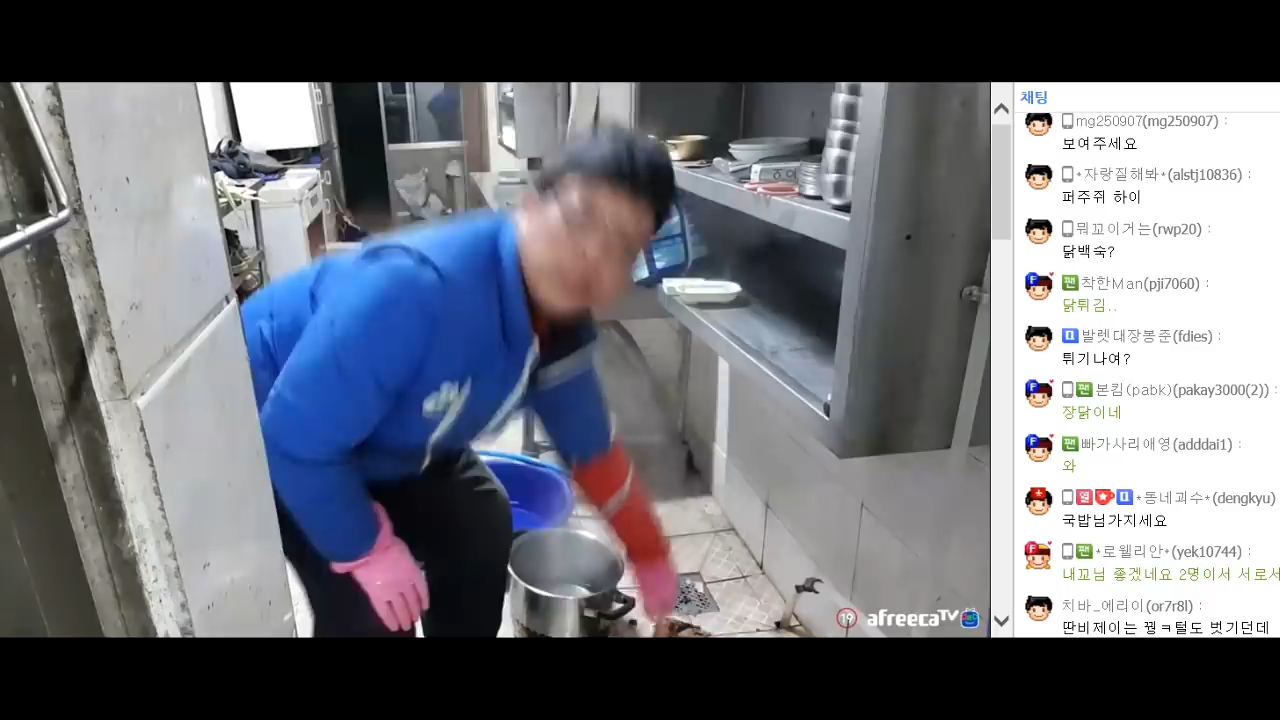 채팅
mg250907(mg250907) :
보여주세요
*자랑질해봐*(alstj10836) :
퍼주쥐 하이
뭐꼬이거는(rwp20) :
닭백숙?
팬 착한Man(pji7060) :
닭튀김..
발렛대장봉준(fdies) :
튀기나여?
팬 본킴(pabk)(pakay3000(2)) :
장닭이네
팬 빠가사리애영(adddai1) :
와
열 *동네괴수*(dengkyu)
국밥님가지세요
팬 *로웰리안*(yek10744) :
내꼬님 좋겠네요 2명이서 서로서
치바_에리이(or7r8l) :
딴비제이는 꿩ㅋ털도 벗기던데
19 afreecaTV